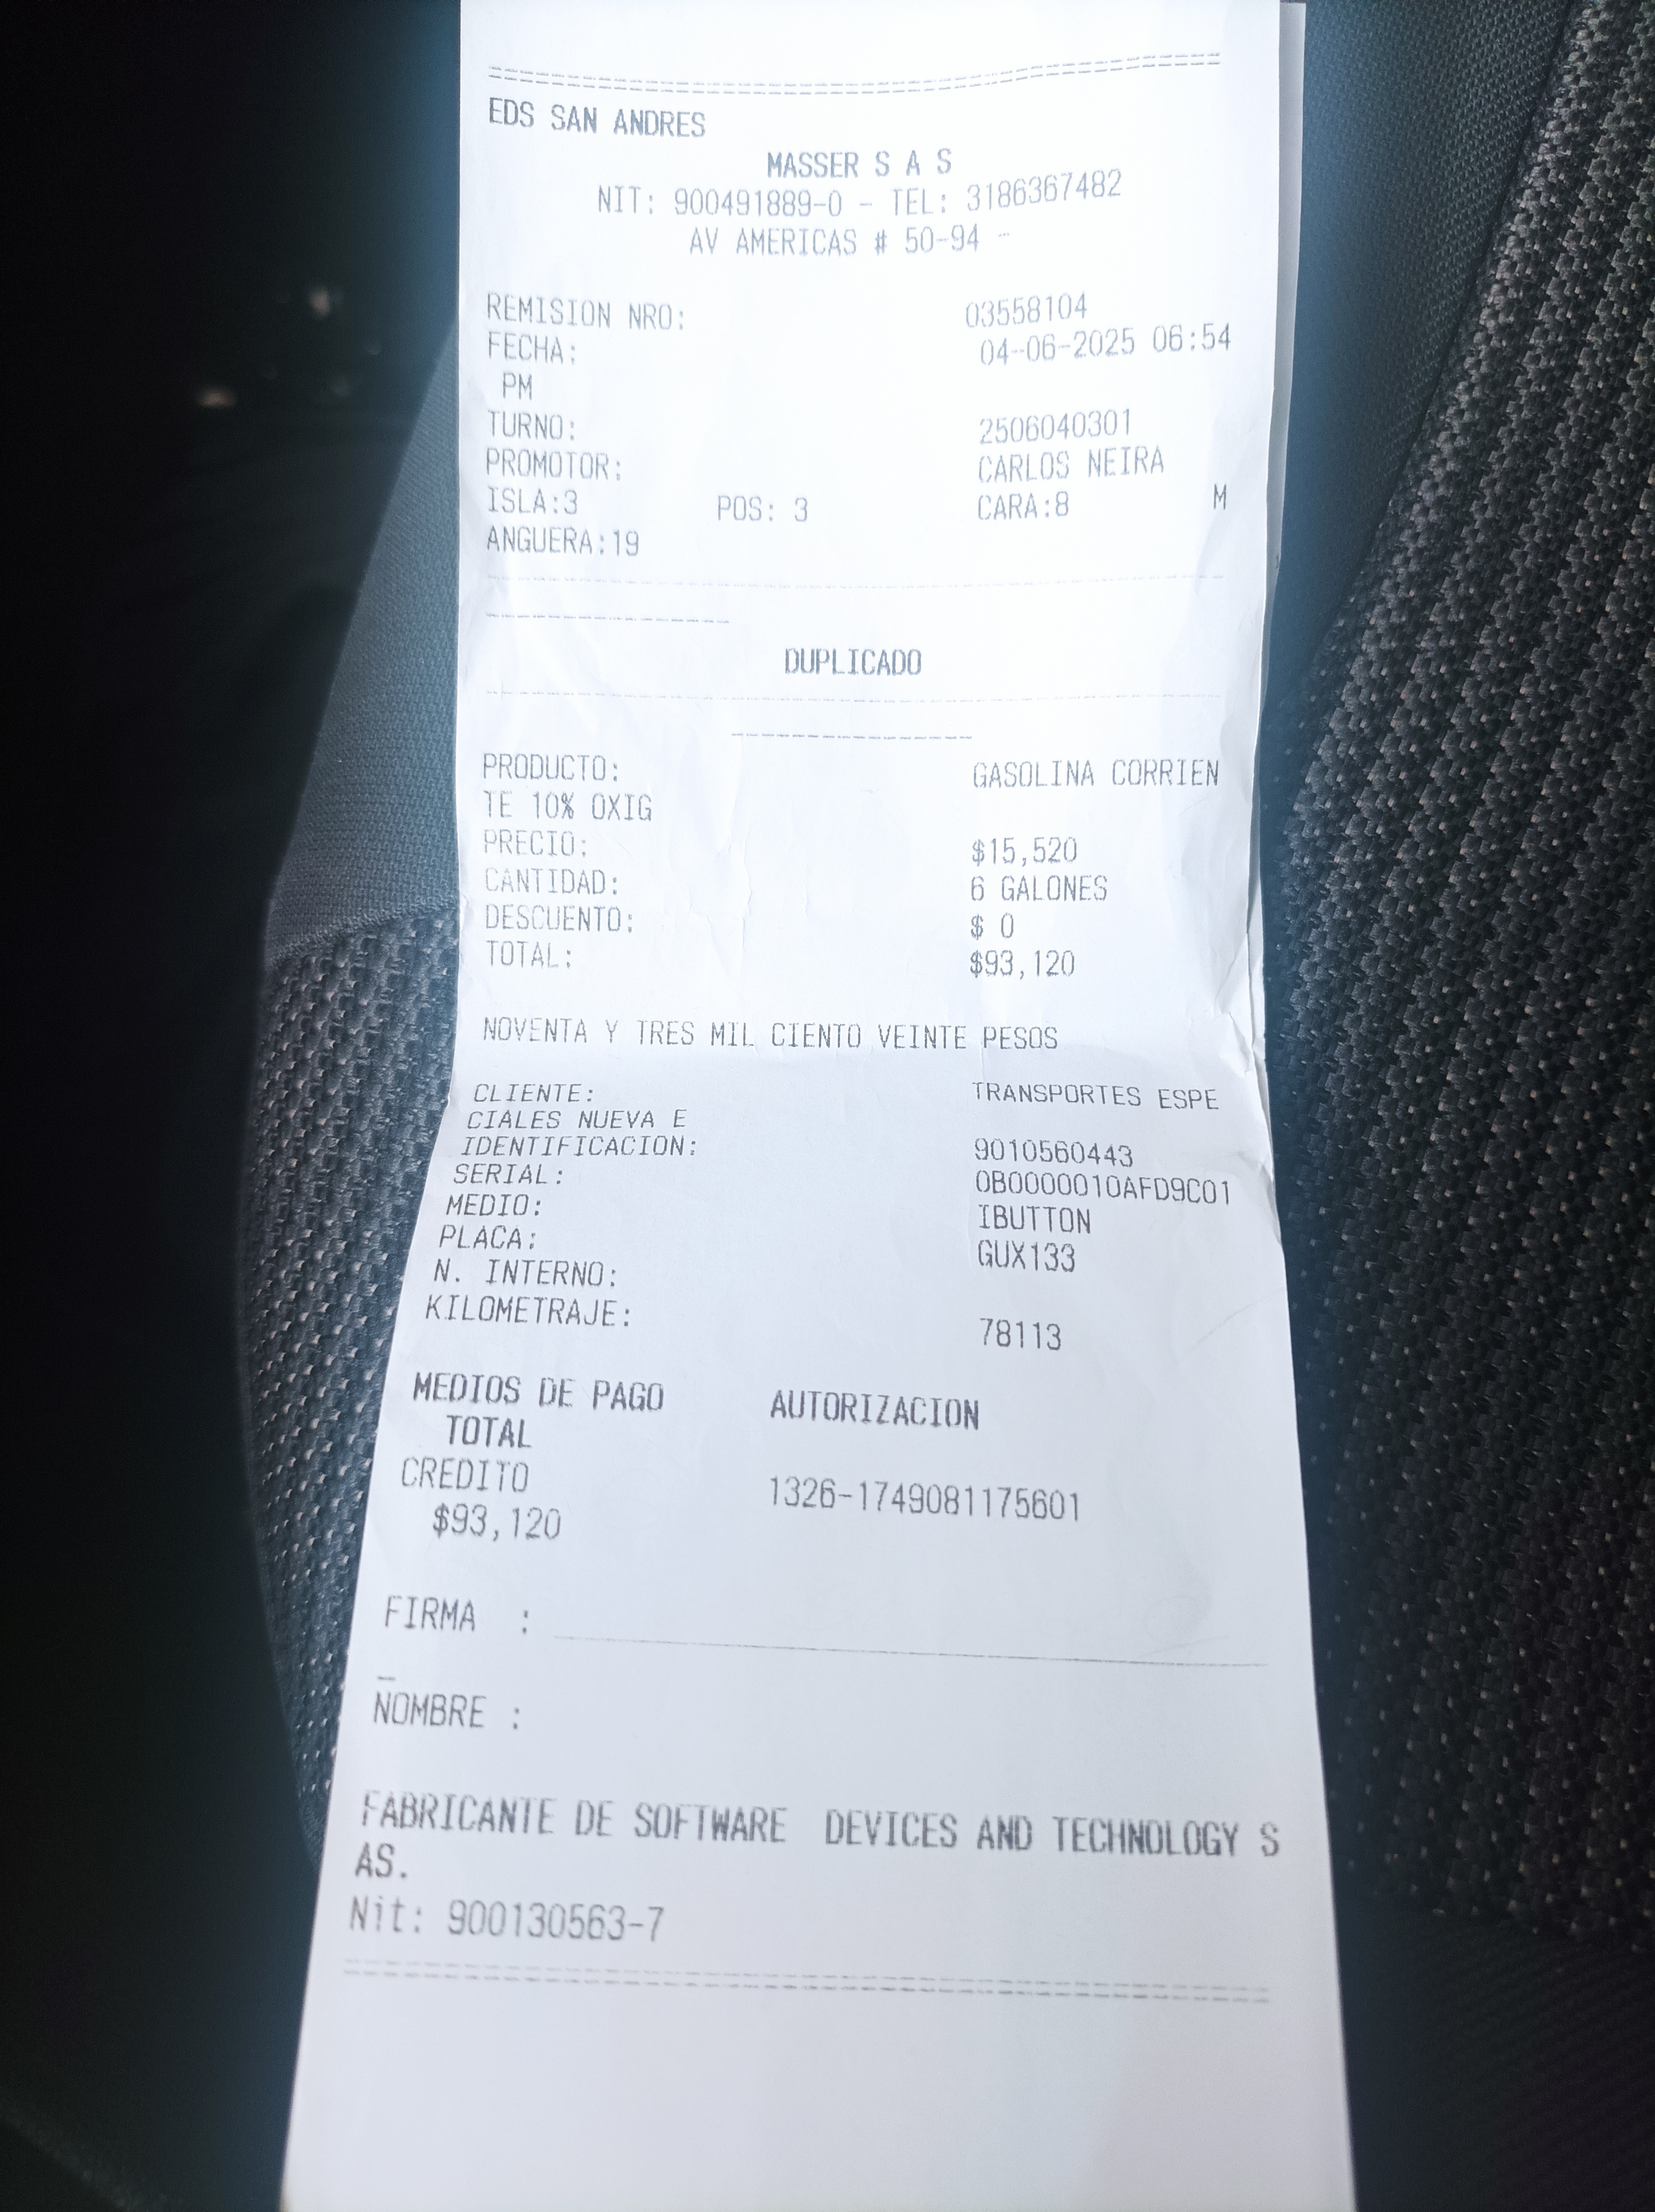 EDS SAN ANDRES
MASSER S A S
NIT: 900491889-0 - TEL: 3186367482
AV AMERICAS # 50-94 -
REMISION NRO: 03558104
FECHA: 04-06-2025 06:54
PM
TURNO: 2506040301
PROMOTOR: CARLOS NEIRA
ISLA:3 POS: 3 CARA:8 M
ANGUERA:19
DUPLICADO
PRODUCTO: GASOLINA CORRIEN
TE 10% OXIG
PRECIO: $15,520
CANTIDAD: 6 GALONES
DESCUENTO: $ 0
TOTAL: $93,120
NOVENTA Y TRES MIL CIENTO VEINTE PESOS
CLIENTE: TRANSPORTES ESPE
CIALES NUEVA E
IDENTIFICACION: 9010560443
SERIAL: 0B0000010AFD9C01
MEDIO: IBUTTON
PLACA: GUX133
N. INTERNO:
KILOMETRAJE: 78113
MEDIOS DE PAGO AUTORIZACION
TOTAL
CREDITO 1326-1749081175601
$93,120
FIRMA :
NOMBRE :
FABRICANTE DE SOFTWARE DEVICES AND TECHNOLOGY S
AS.
Nit: 900130563-7